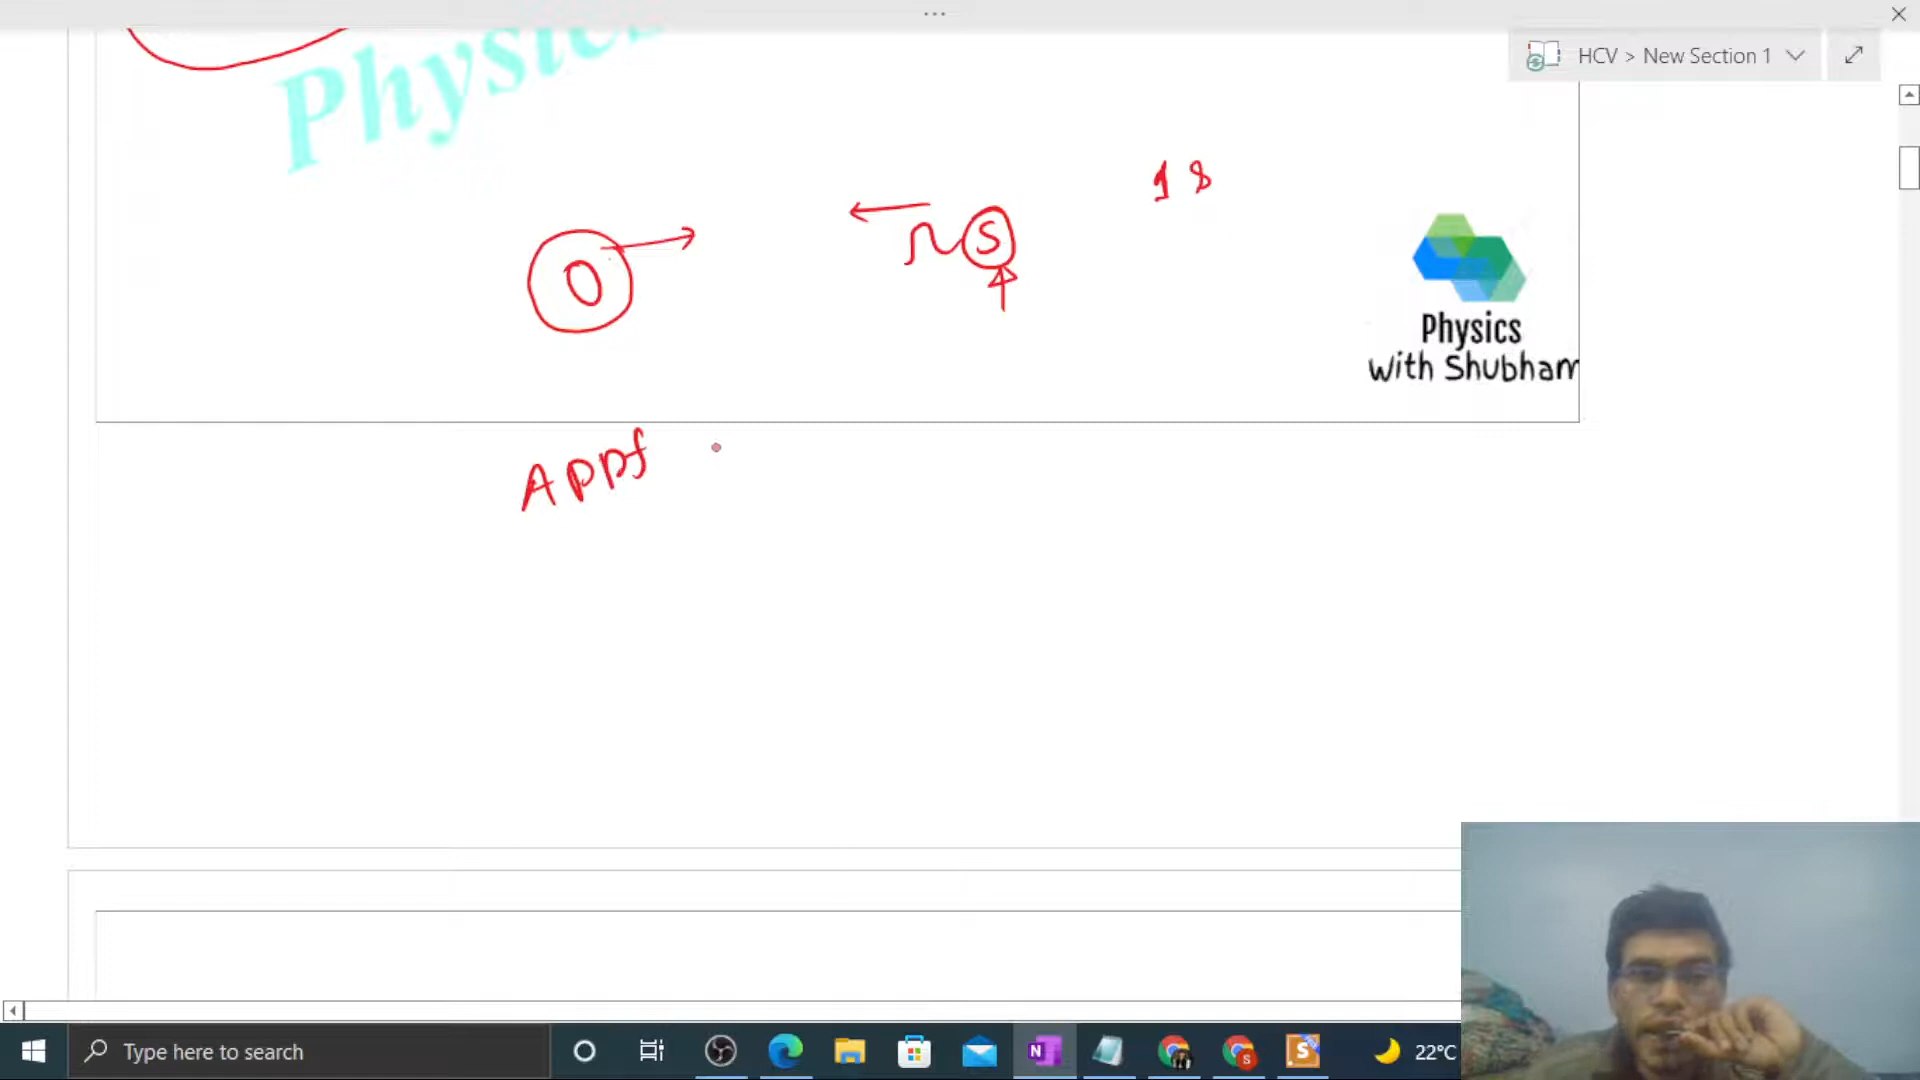 ...
HCV > New Section 1
Physics
18
O
S
Physics
with Shubham
Appf
Type here to search
22°C